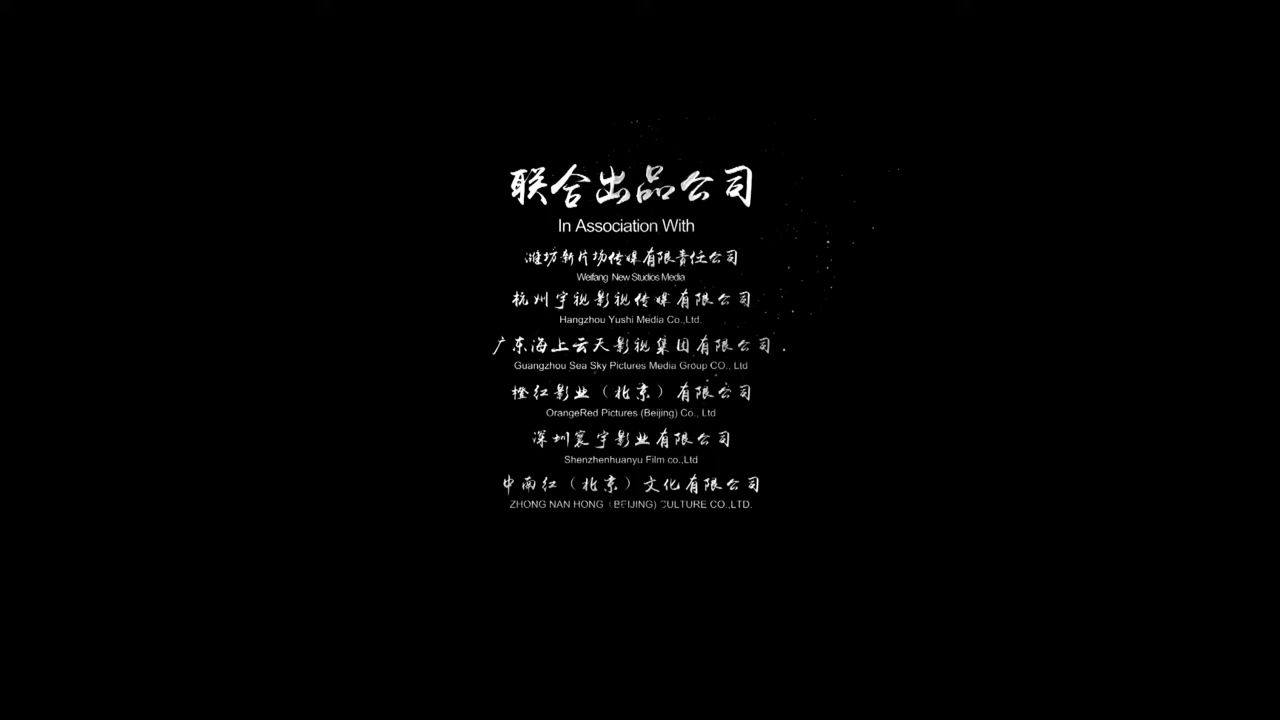 联合出品公司
In Association With
潍坊新片场传媒有限责任公司
Weifang New Studios Media
杭州宇视影视传媒有限公司
Hangzhou Yushi Media Co.,Ltd.
广东海上云天影视集团有限公司
Guangzhou Sea Sky Pictures Media Group CO., Ltd
橙红影业（北京）有限公司
OrangeRed Pictures (Beijing) Co., Ltd
深圳寰宇影业有限公司
Shenzhenhuanyu Film co.,Ltd
中南红（北京）文化有限公司
ZHONG NAN HONG（BEIJING) CULTURE CO.,LTD.